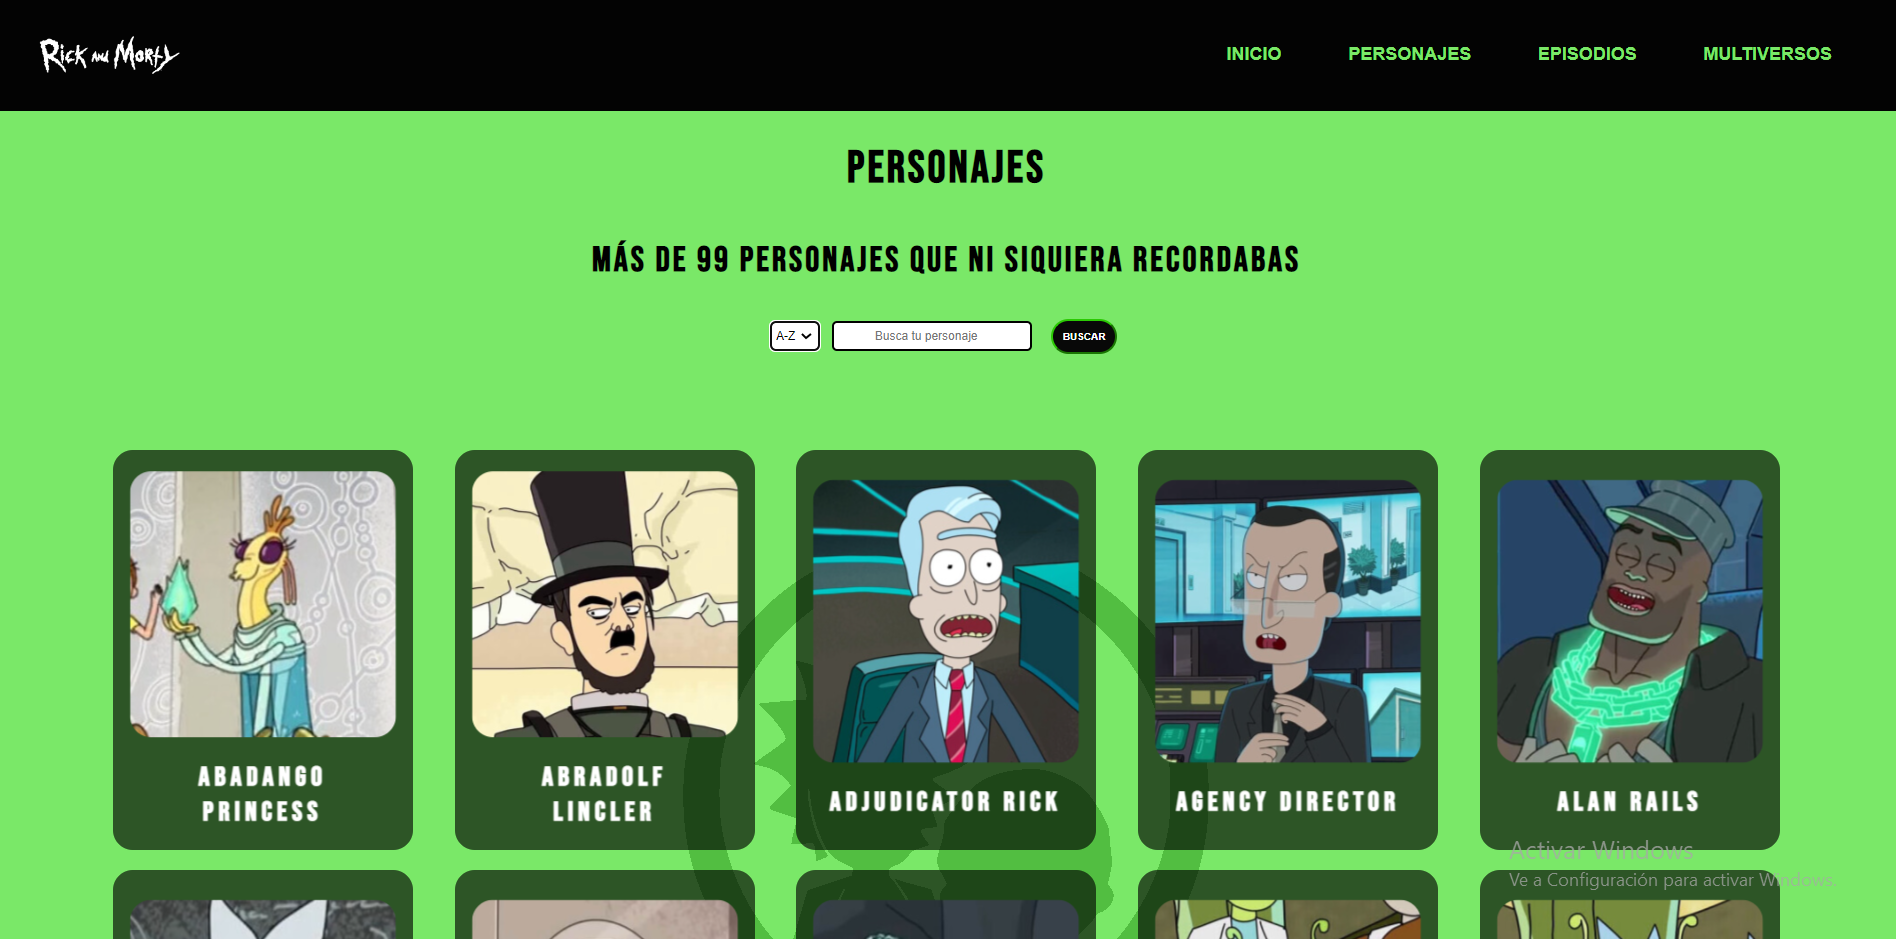 Rick and Morty
INICIO PERSONAJES EPISODIOS MULTIVERSOS
PERSONAJES
MÁS DE 99 PERSONAJES QUE NI SIQUIERA RECORDABAS
A-Z Busca tu personaje BUSCAR
ABADANGO
PRINCESS
ABRADOLF
LINCLER
ADJUDICATOR RICK
AGENCY DIRECTOR
ALAN RAILS
Activar Windows
Ve a Configuración para activar Windows.